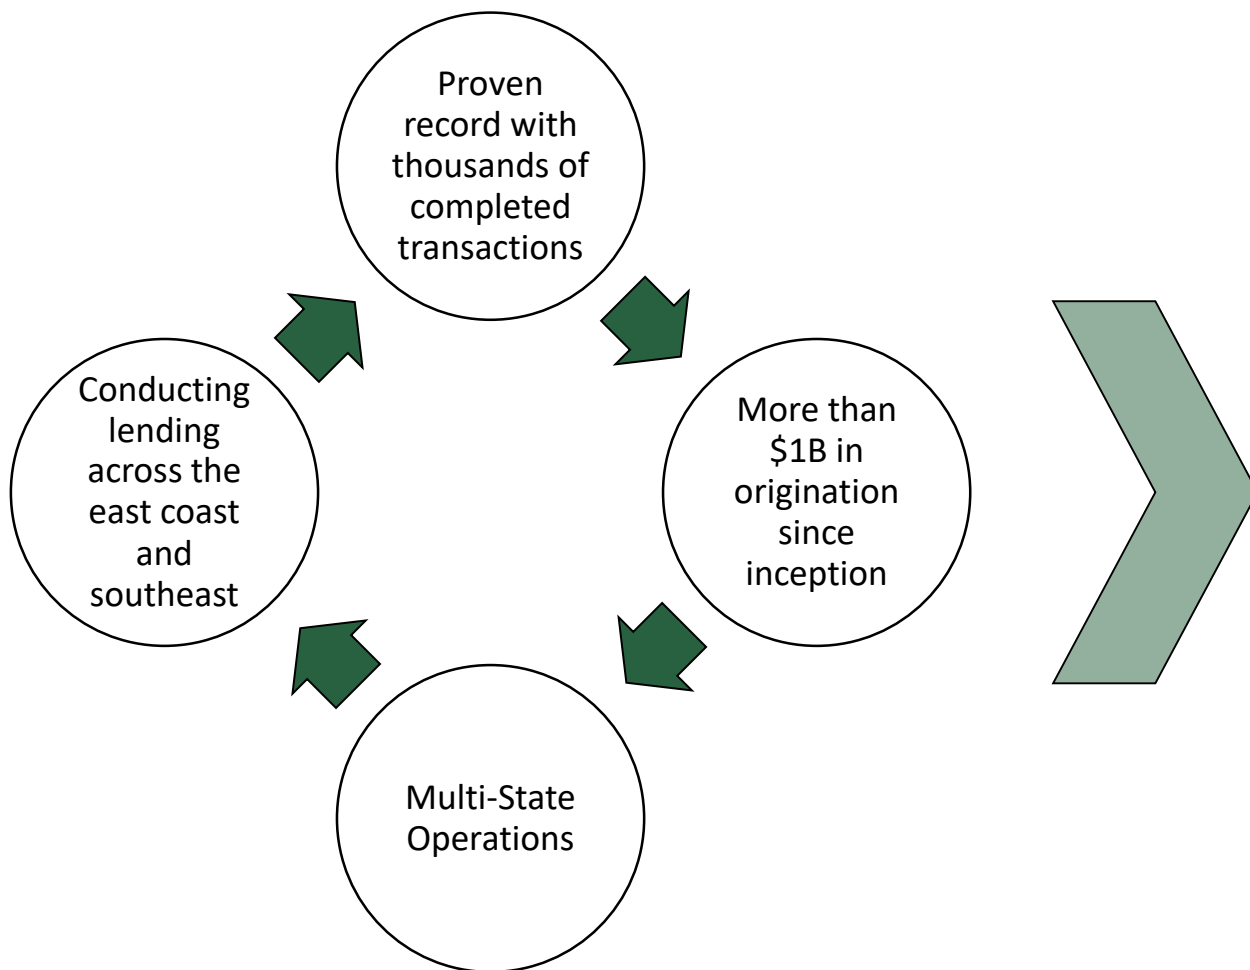 Proven
record with
thousands of
completed
transactions
Conducting
lending
across the
east coast
and
southeast
More than
$1B in
origination
since
inception
Multi-State
Operations